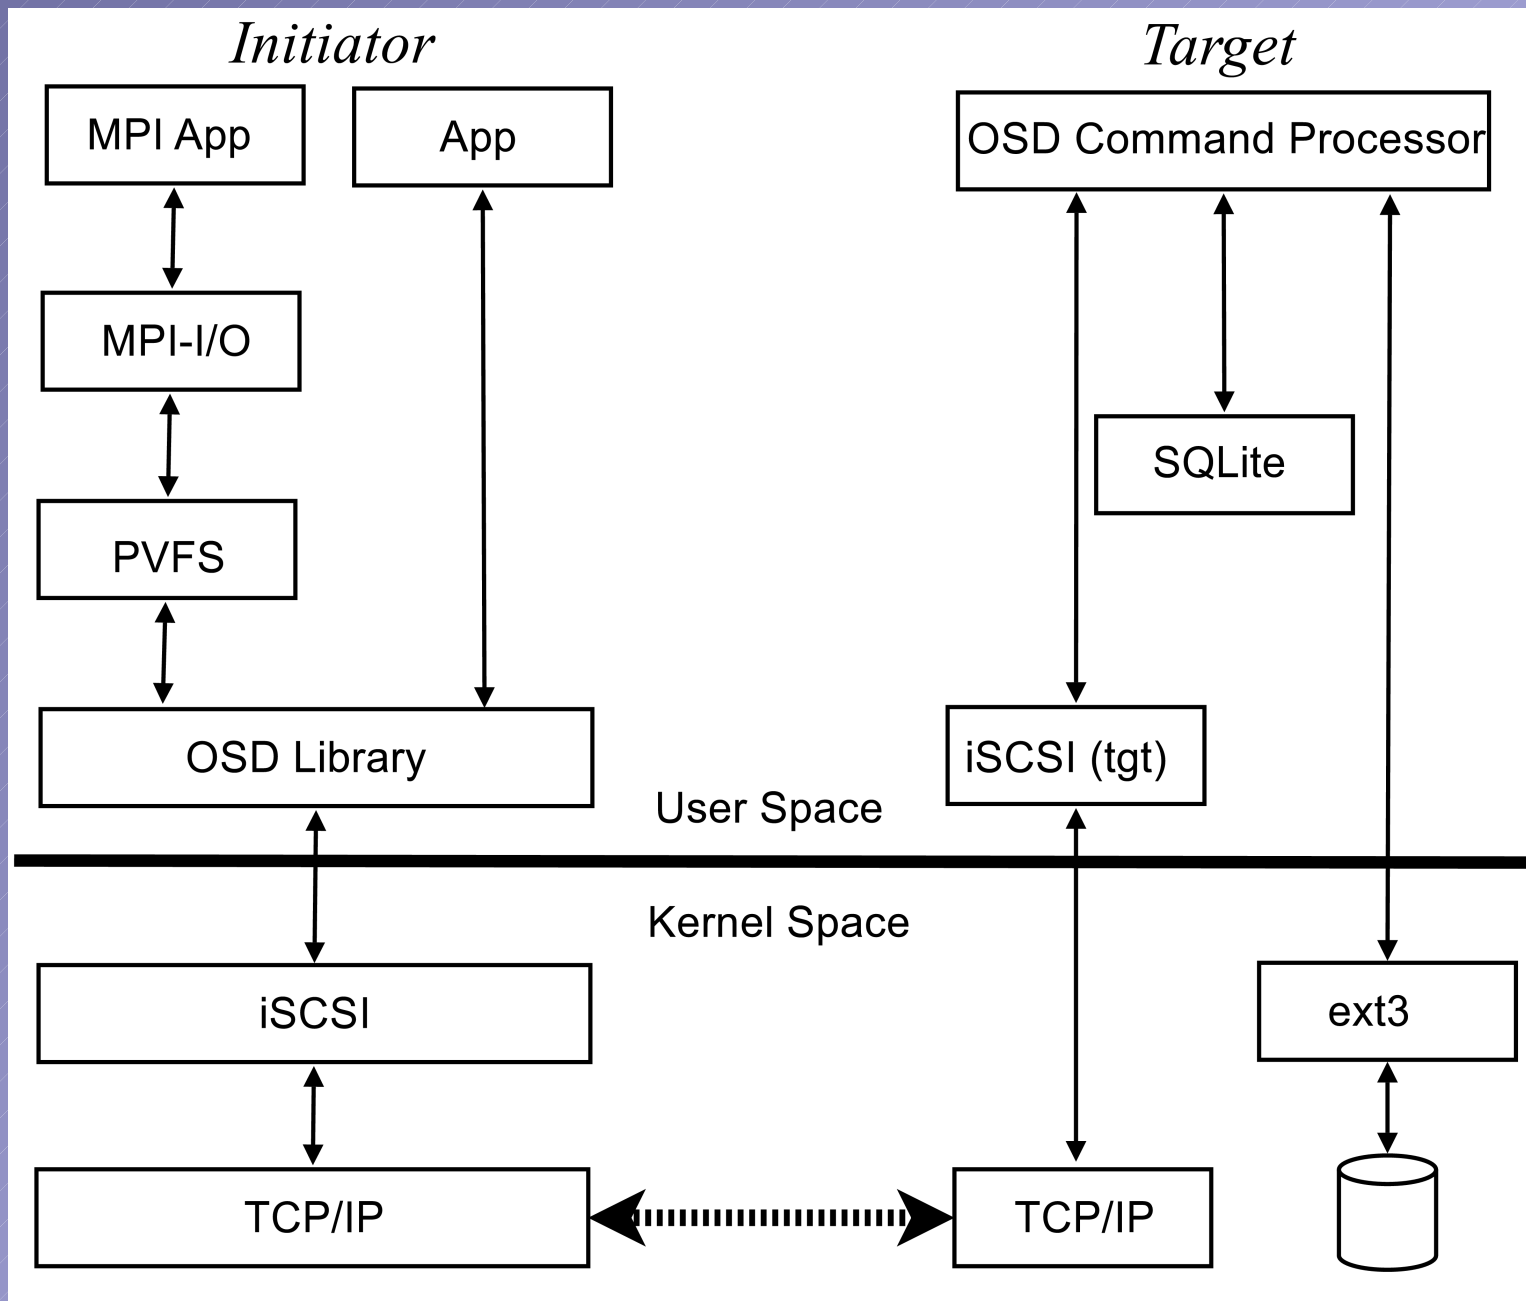 Initiator
Target
MPI App
App
OSD Command Processor
MPI-I/O
SQLite
PVFS
OSD Library
iSCSI (tgt)
User Space
Kernel Space
iSCSI
ext3
TCP/IP
TCP/IP